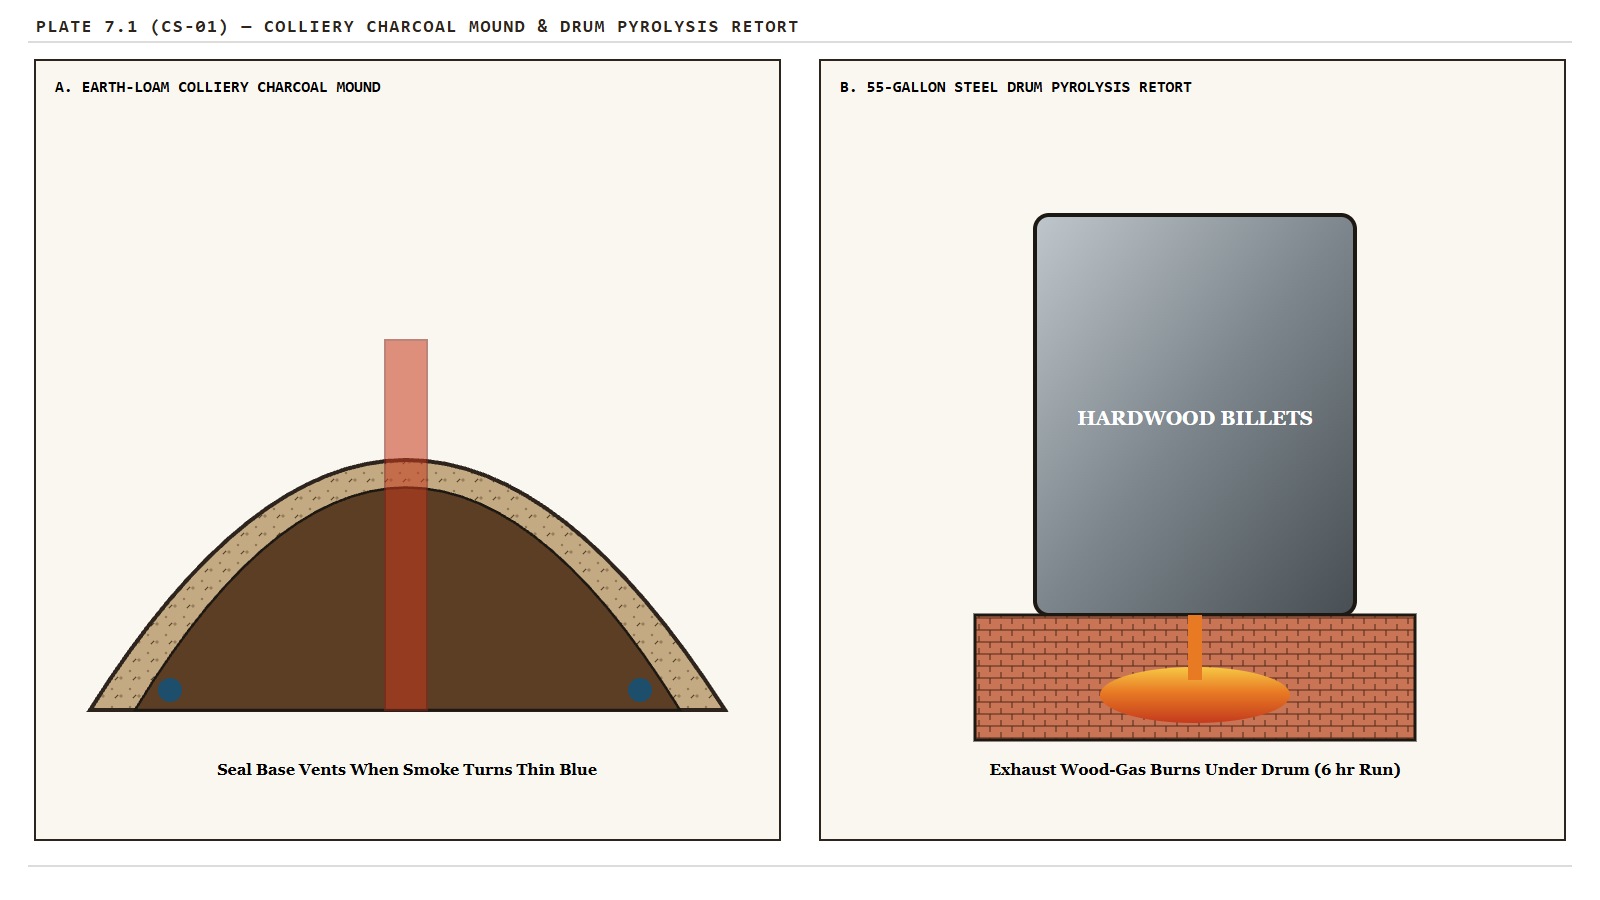 PLATE 7.1 (CS-01) — COLLIERY CHARCOAL MOUND & DRUM PYROLYSIS RETORT
A. EARTH-LOAM COLLIERY CHARCOAL MOUND
Seal Base Vents When Smoke Turns Thin Blue
B. 55-GALLON STEEL DRUM PYROLYSIS RETORT
HARDWOOD BILLETS
Exhaust Wood-Gas Burns Under Drum (6 hr Run)